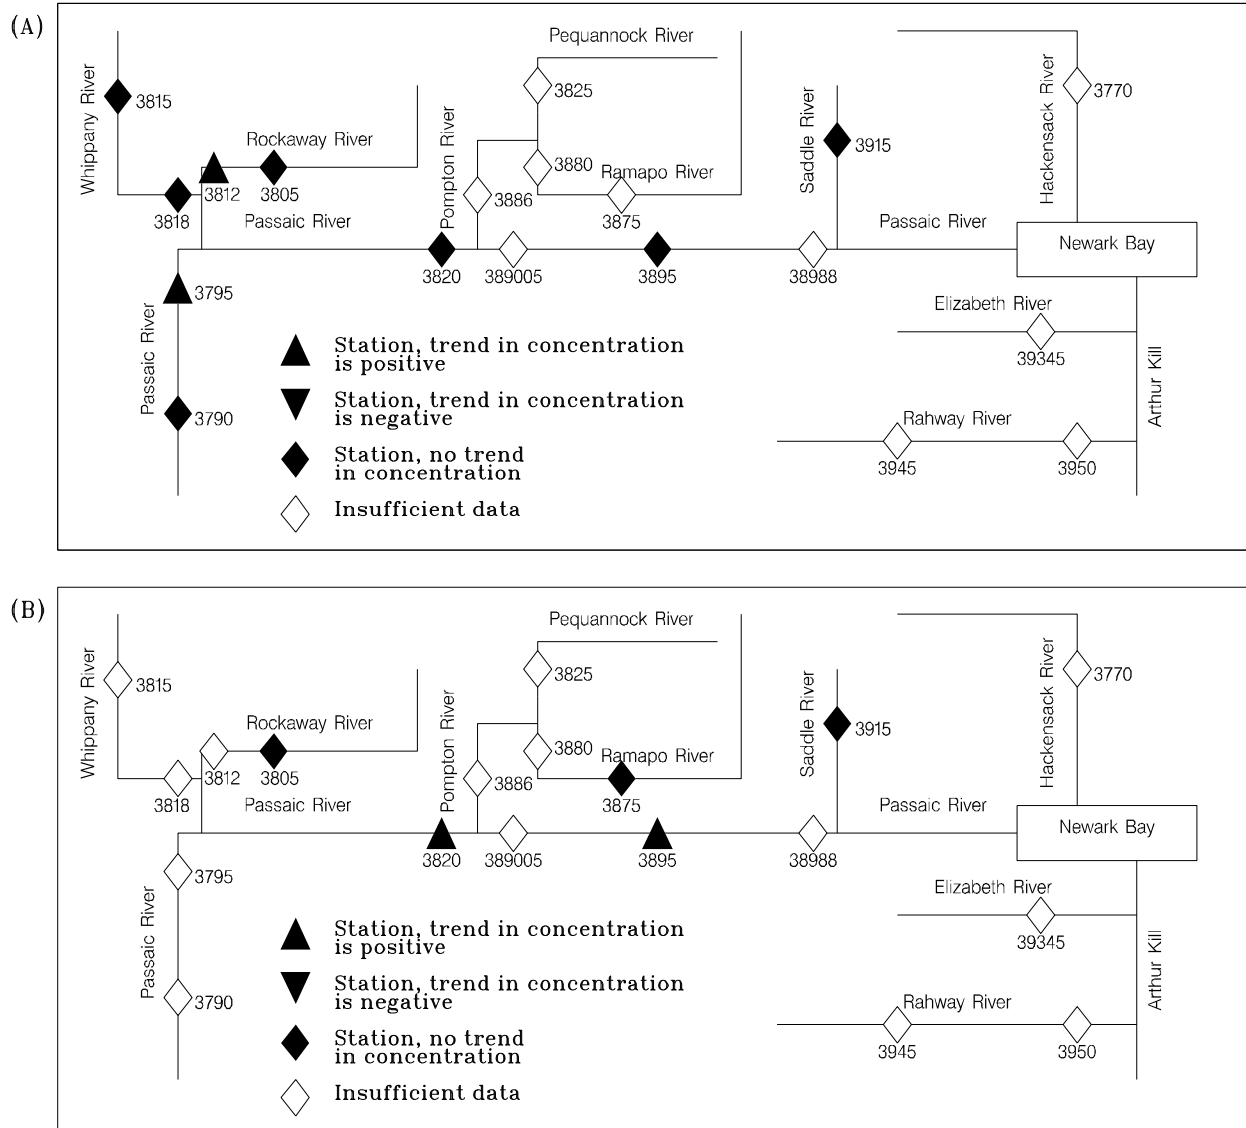 (A)
Pequannock River
3825
3770
Whippany River
3815
Hackensack River
Rockaway River
Pompton River
Saddle River
3915
3880
Ramapo River
3812
3805
3886
3875
3818
Passaic River
Passaic River
Newark Bay
3820
389005
3895
38988
3795
Elizabeth River
39345
Passaic River
Arthur Kill
Station, trend in concentration
is positive
Station, trend in concentration
is negative
3790
Rahway River
Station, no trend
in concentration
3945
3950
Insufficient data
(B)
Pequannock River
3825
3770
Whippany River
3815
Hackensack River
Rockaway River
Pompton River
Saddle River
3915
3880
Ramapo River
3812
3805
3886
3875
3818
Passaic River
Passaic River
Newark Bay
3820
389005
3895
38988
3795
Elizabeth River
39345
Passaic River
Arthur Kill
Station, trend in concentration
is positive
Station, trend in concentration
is negative
3790
Rahway River
Station, no trend
in concentration
3945
3950
Insufficient data